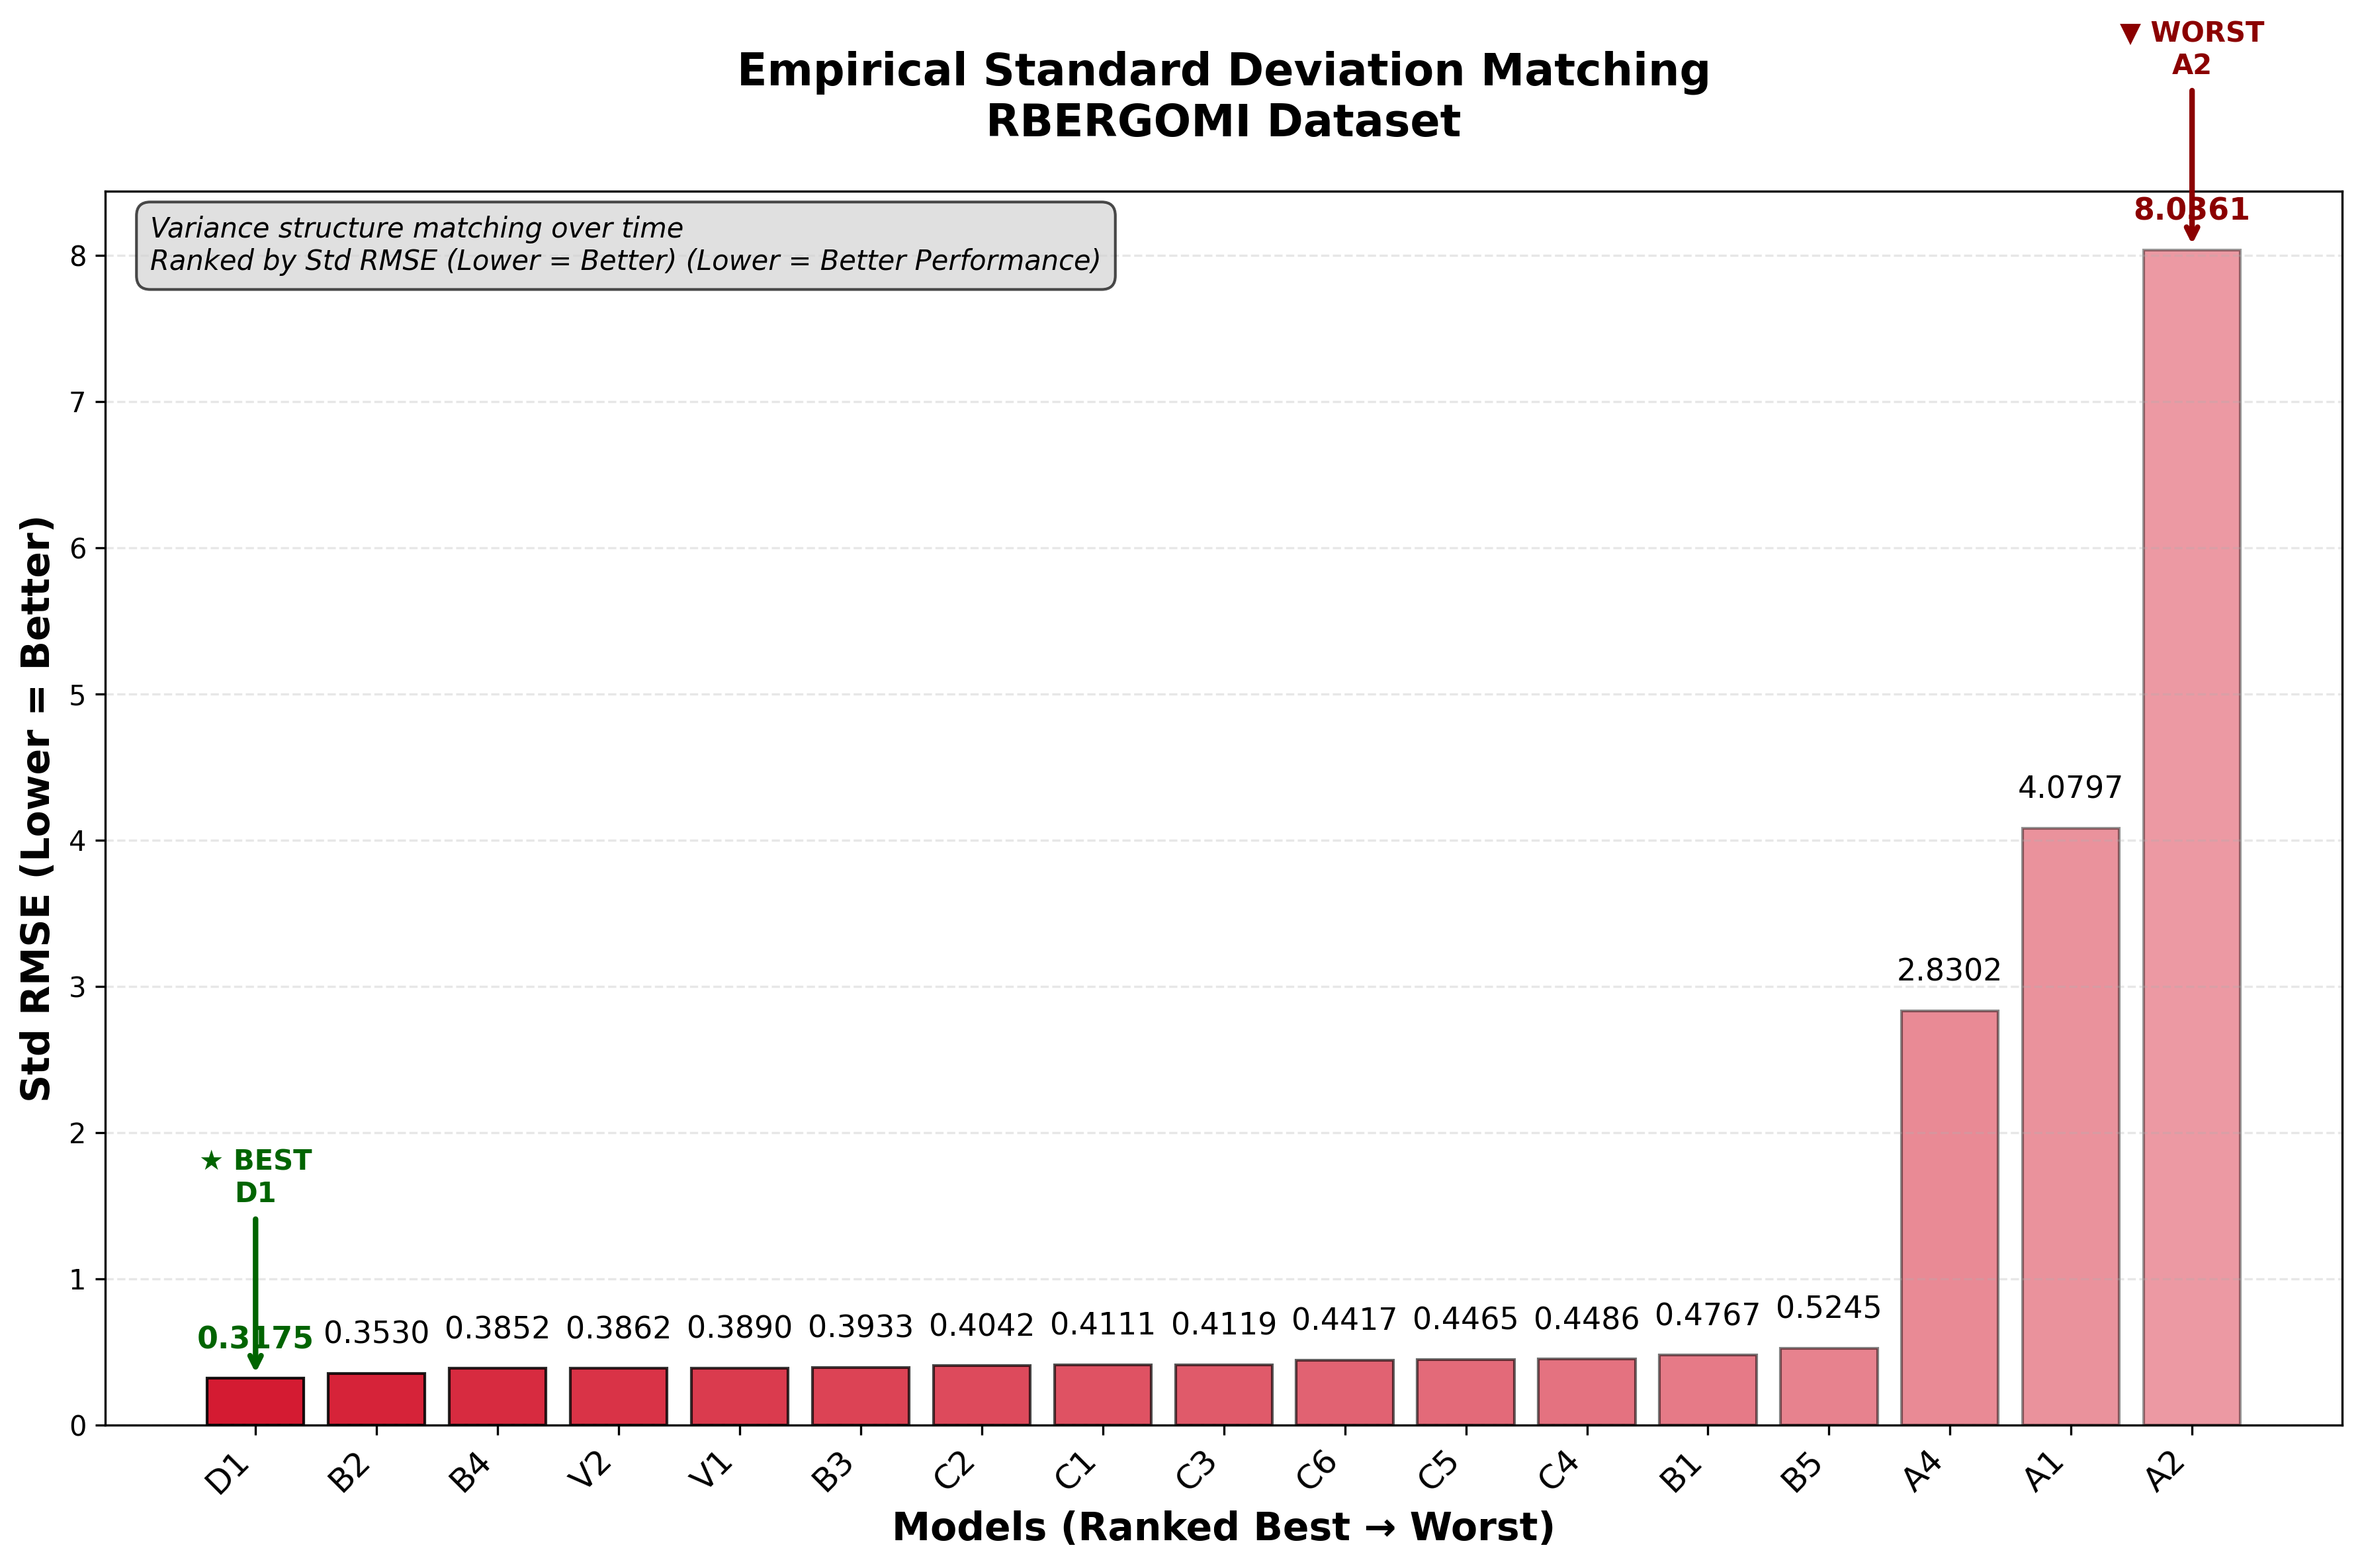 ▼ WORST
A2
Empirical Standard Deviation Matching
RBERGOMI Dataset
Variance structure matching over time
Ranked by Std RMSE (Lower = Better) (Lower = Better Performance)
Std RMSE (Lower = Better)
8
7
6
5
4
3
2
1
0
★ BEST
D1
0.3175 0.3530 0.3852 0.3862 0.3890 0.3933 0.4042 0.4111 0.4119 0.4417 0.4465 0.4486 0.4767 0.5245 2.8302 4.0797 8.0361
D1 B2 B4 V2 V1 B3 C2 C1 C3 C6 C5 C4 B1 B5 A4 A1 A2
Models (Ranked Best → Worst)